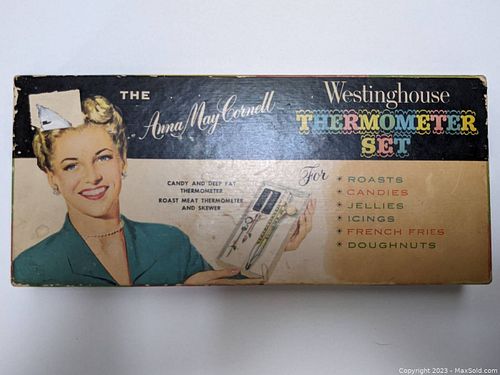 THE
Anna May Cornell
Westinghouse
THERMOMETER
SET
CANDY AND DEEP FAT
THERMOMETER
ROAST MEAT THERMOMETER
AND SKEWER
For
* ROASTS
* CANDIES
* JELLIES
* ICINGS
* FRENCH FRIES
* DOUGHNUTS
Copyright 2023 - MaxSold.com